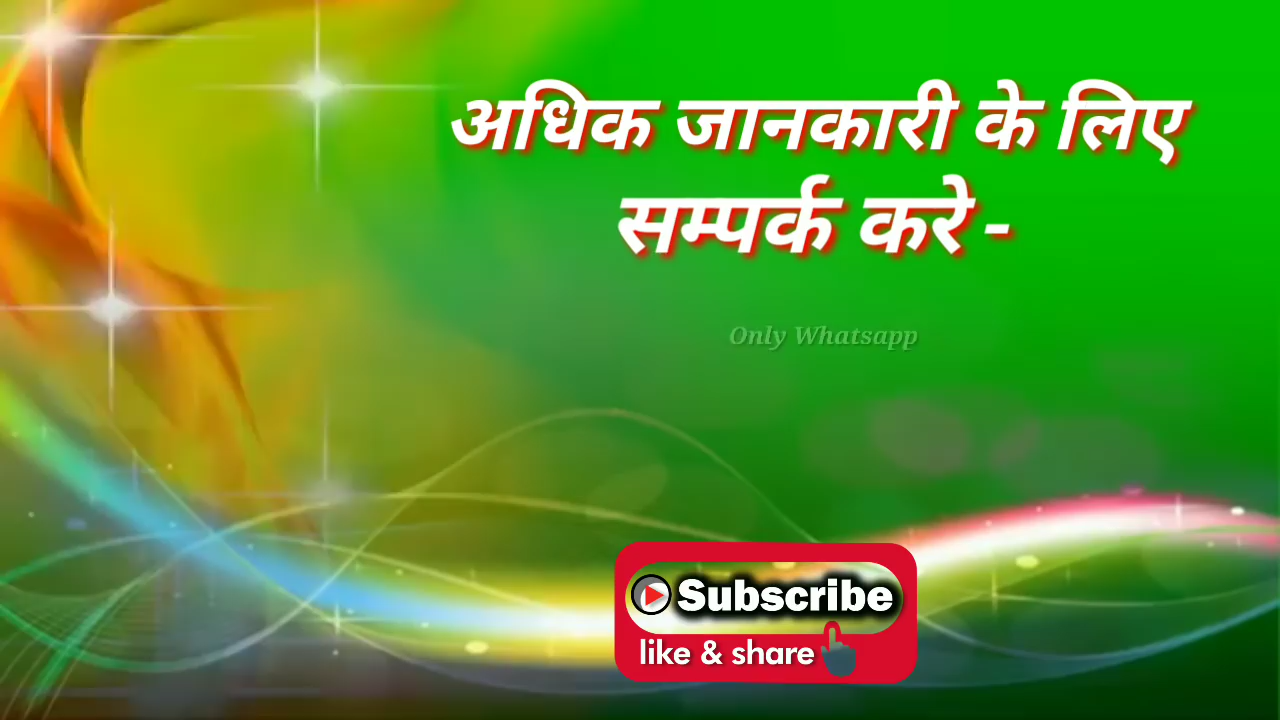 अधिक जानकारी के लिए
सम्पर्क करे -
Only Whatsapp
Subscribe
like & share